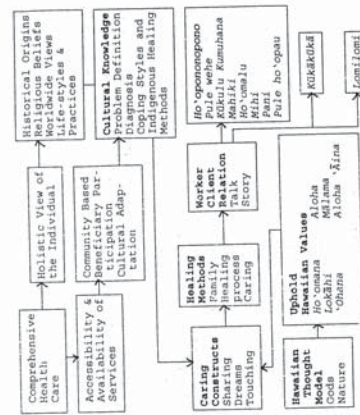 Comprehensive
Health
Care
Holistic View of
the Individual
Historical Origins
Religious Beliefs
Worldwide Views
Life-styles &
Practices
Accessibility &
Availability of
Services
Community Based
Beneficiary Par-
ticipation
Cultural Adap-
tation
Cultural Knowledge
Problem Definition
Diagnosis
Coping Styles and
Indigenous Healing
Methods
Caring
Constructs
Sharing
Dreams
Touching
Healing
Methods
Family
Healing
Process
Caring
Worker
Client
Relation
Talk
Story
Ho'oponopono
Pule wehe
Kūkulu Kumuhana
Mahiki
Ho'omalu
Mihi
Pani
Pule ho'opau
Hawaiian
Thought
Model
Gods
Nature
Uphold
Hawaiian Values
Ho'omana Aloha
Lokāhi Mālama
'Ohana Aloha 'Āina
Kūkākūkā
Lomilomi